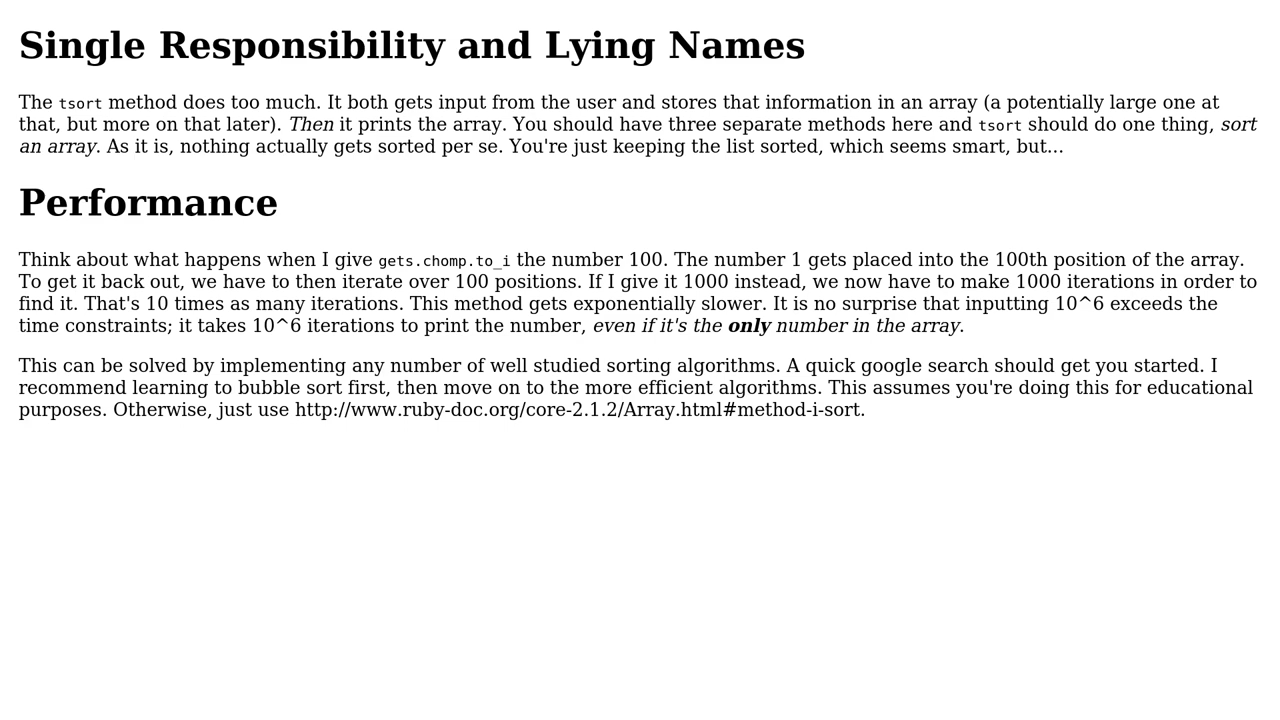 Single Responsibility and Lying Names
The tsort method does too much. It both gets input from the user and stores that information in an array (a potentially large one at
that, but more on that later). Then it prints the array. You should have three separate methods here and tsort should do one thing, sort
an array. As it is, nothing actually gets sorted per se. You're just keeping the list sorted, which seems smart, but...
Performance
Think about what happens when I give gets.chomp.to_i the number 100. The number 1 gets placed into the 100th position of the array.
To get it back out, we have to then iterate over 100 positions. If I give it 1000 instead, we now have to make 1000 iterations in order to
find it. That's 10 times as many iterations. This method gets exponentially slower. It is no surprise that inputting 10^6 exceeds the
time constraints; it takes 10^6 iterations to print the number, even if it's the only number in the array.
This can be solved by implementing any number of well studied sorting algorithms. A quick google search should get you started. I
recommend learning to bubble sort first, then move on to the more efficient algorithms. This assumes you're doing this for educational
purposes. Otherwise, just use http://www.ruby-doc.org/core-2.1.2/Array.html#method-i-sort.